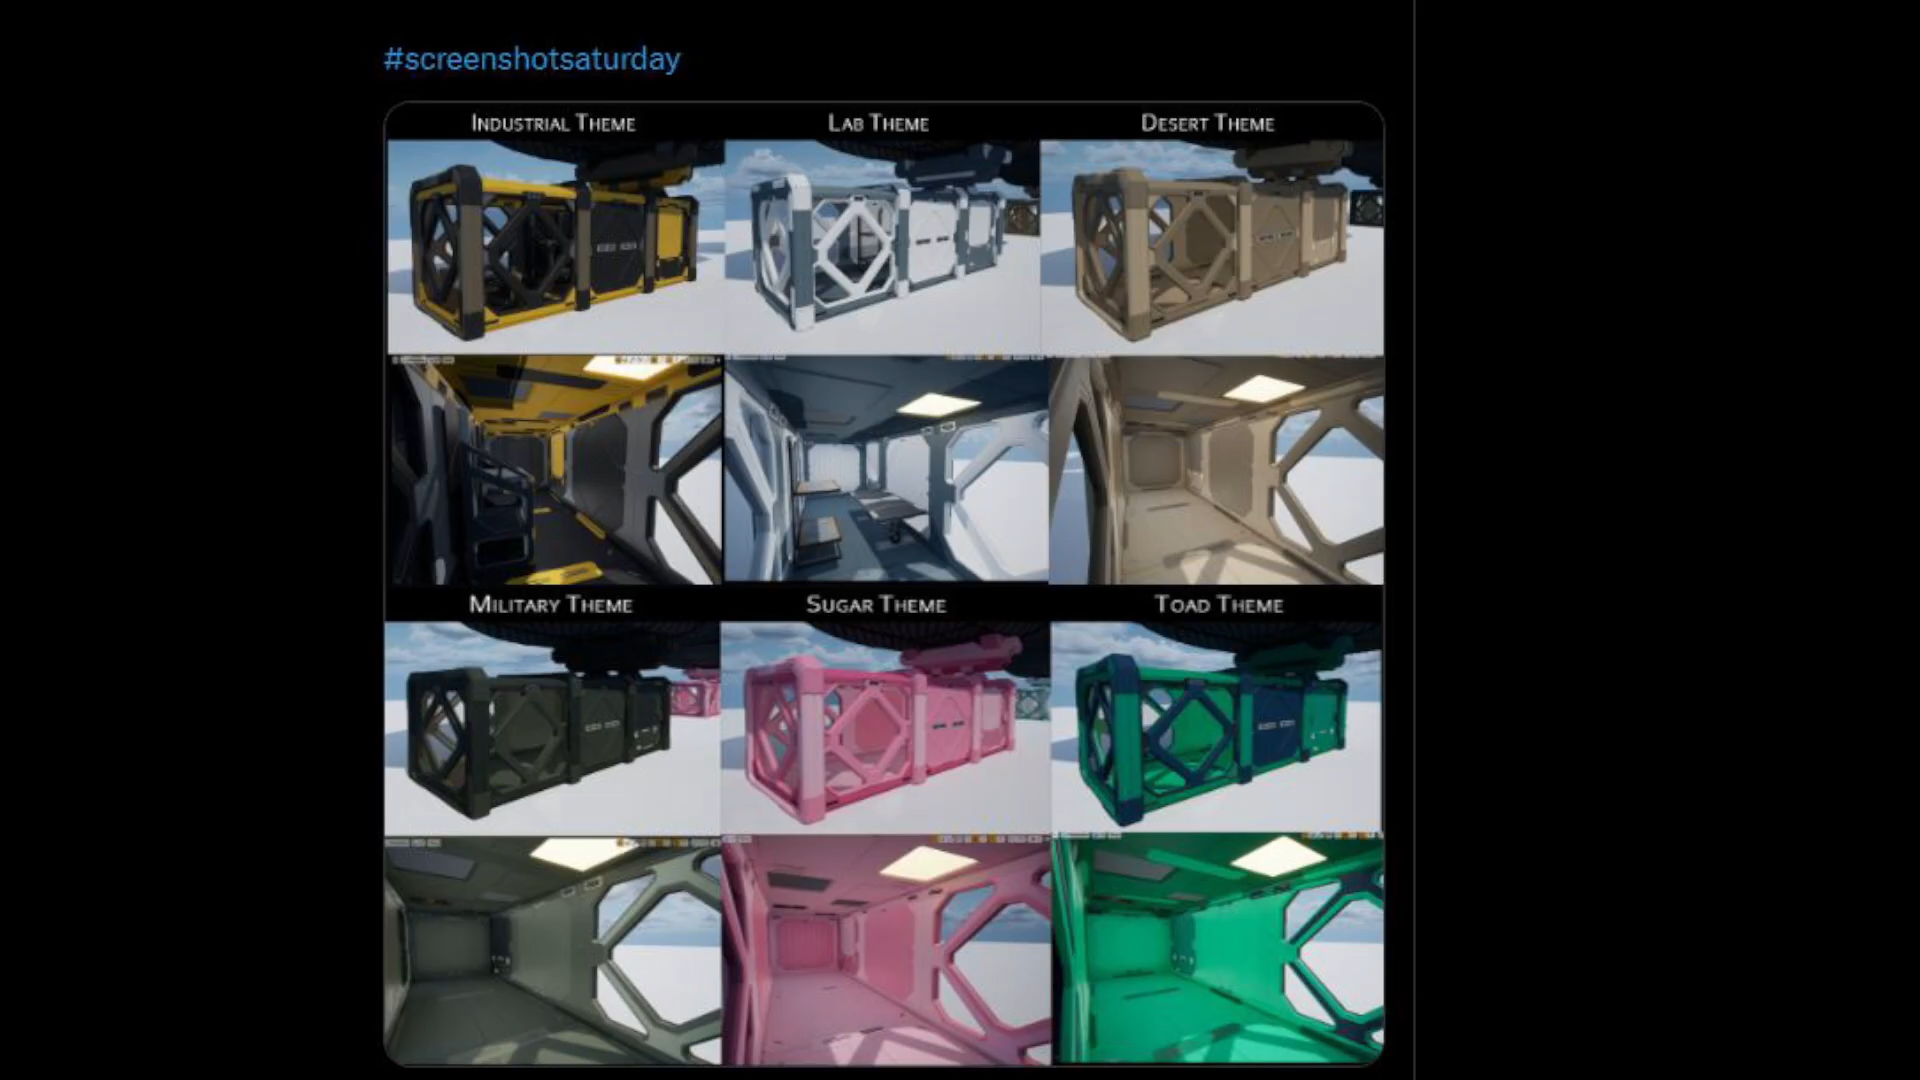 #screenshotsaturday
INDUSTRIAL THEME
LAB THEME
DESERT THEME
MILITARY THEME
SUGAR THEME
TOAD THEME